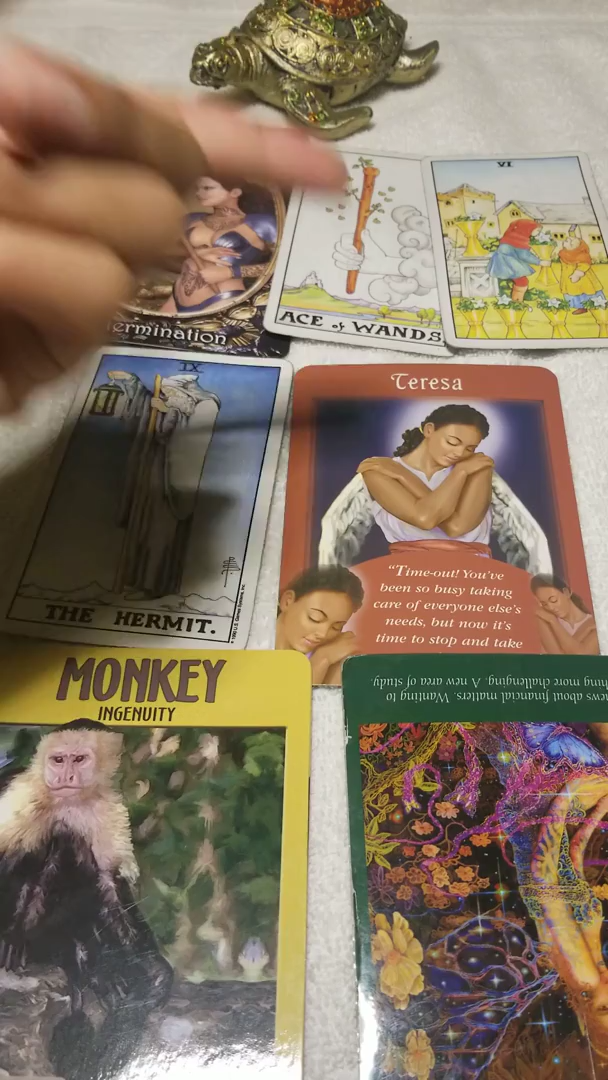 ermination
ACE of WANDS.
VI
IX
THE HERMIT.
Teresa
"Time-out! You've
been so busy taking
care of everyone else's
needs, but now it's
time to stop and take
MONKEY
INGENUITY
ews about financial matters. Wanting to
hing more challenging. A new area of study.